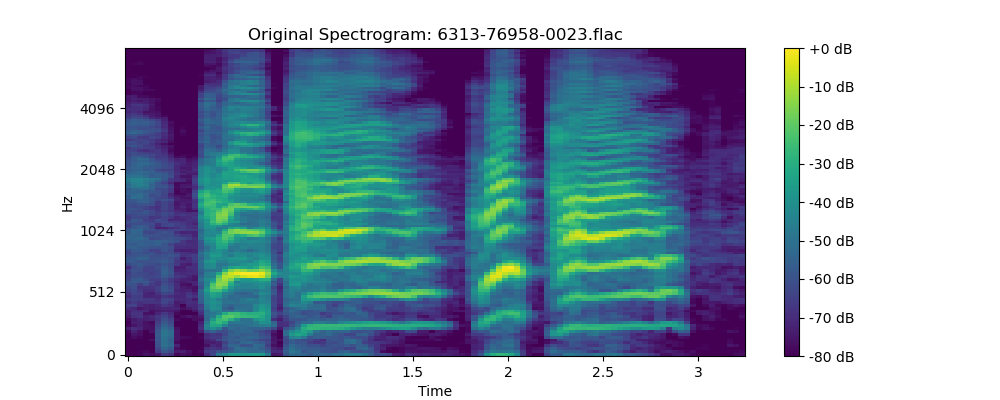 Original Spectrogram: 6313-76958-0023.flac
Hz
4096
2048
1024
512
0
0 0.5 1 1.5 2 2.5 3
Time
+0 dB
-10 dB
-20 dB
-30 dB
-40 dB
-50 dB
-60 dB
-70 dB
-80 dB